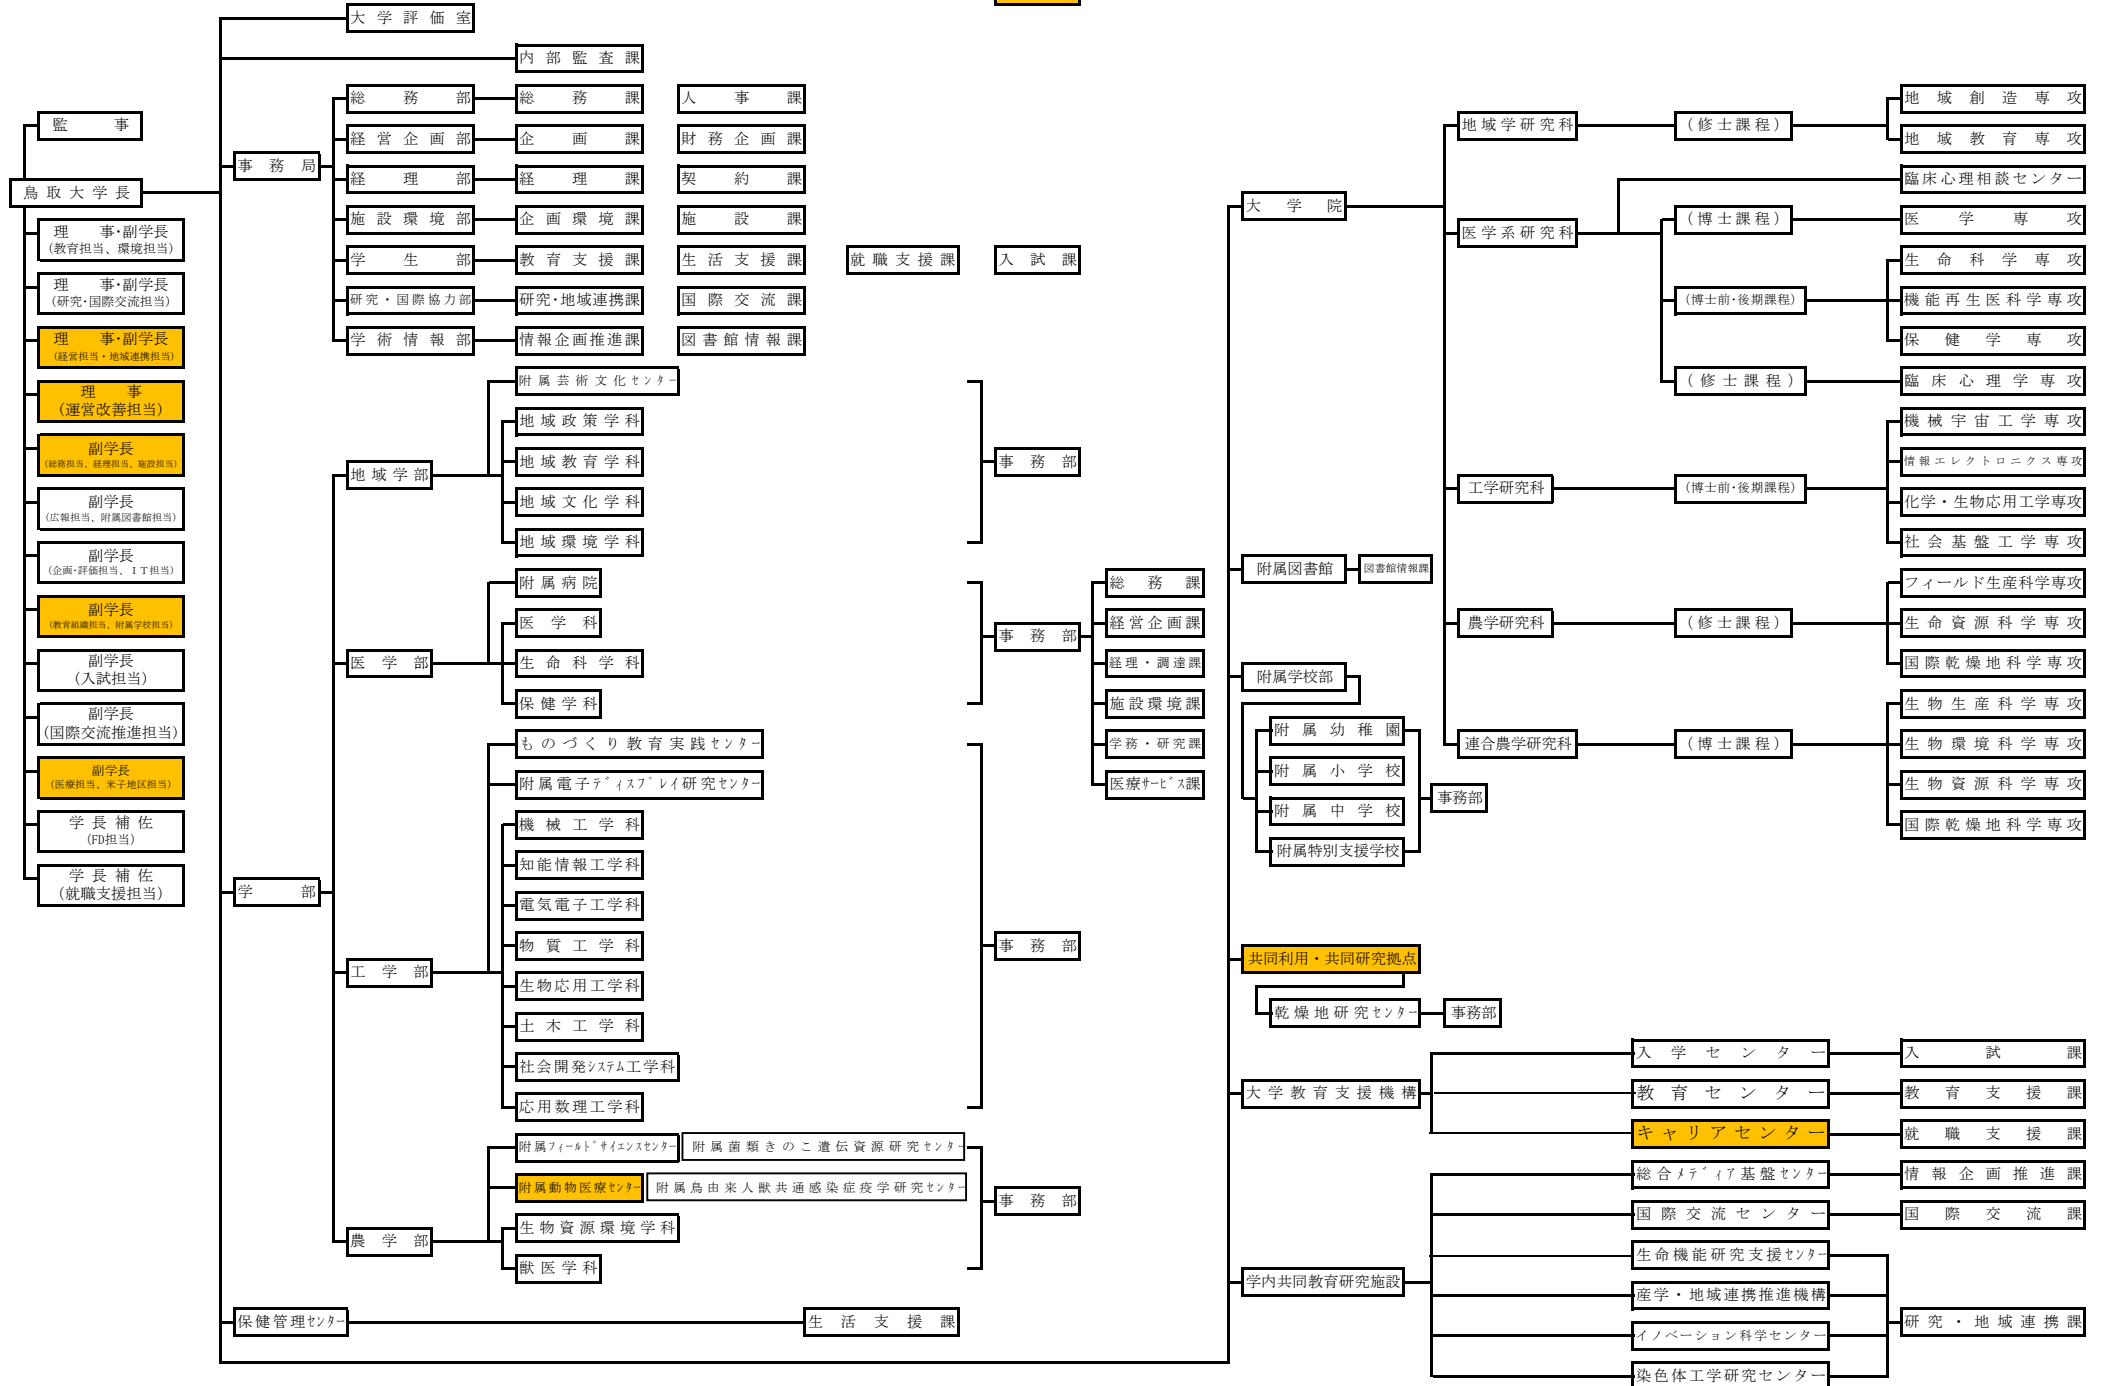 監事
鳥取大学長
理事･副学長
(教育担当、環境担当)
理事･副学長
(研究･国際交流担当)
理事･副学長
(経営担当・地域連携担当)
理事
(運営改善担当)
副学長
(総務担当、経理担当、施設担当)
副学長
(広報担当、附属図書館担当)
副学長
(企画･評価担当、ＩＴ担当)
副学長
(教育組織担当、附属学校担当)
副学長
(入試担当)
副学長
(国際交流推進担当)
副学長
(医療担当、米子地区担当)
学長補佐
(FD担当)
学長補佐
(就職支援担当)
大学評価室
内部監査課
事務局
総務部 総務課 人事課
経営企画部 企画課 財務企画課
経理部 経理課 契約課
施設環境部 企画環境課 施設課
学生部 教育支援課 生活支援課 就職支援課 入試課
研究・国際協力部 研究･地域連携課 国際交流課
学術情報部 情報企画推進課 図書館情報課
学部
地域学部
附属芸術文化センター
地域政策学科
地域教育学科
地域文化学科
地域環境学科
事務部
医学部
附属病院
医学科
生命科学科
保健学科
事務部
総務課
経営企画課
経理・調達課
施設環境課
学務・研究課
医療ｻｰﾋﾞｽ課
工学部
ものづくり教育実践センター
附属電子ﾃﾞｨｽﾌﾟﾚｲ研究センター
機械工学科
知能情報工学科
電気電子工学科
物質工学科
生物応用工学科
土木工学科
社会開発ｼｽﾃﾑ工学科
応用数理工学科
事務部
農学部
附属ﾌｨｰﾙﾄﾞｻｲｴﾝｽｾﾝﾀｰ 附属菌類きのこ遺伝資源研究ｾﾝﾀｰ
附属動物医療ｾﾝﾀｰ 附属鳥由来人獣共通感染症疫学研究ｾﾝﾀｰ
生物資源環境学科
獣医学科
事務部
保健管理ｾﾝﾀｰ 生活支援課
大学院
地域学研究科 (修士課程)
地域創造専攻
地域教育専攻
医学系研究科
臨床心理相談センター
(博士課程) 医学専攻
(博士前･後期課程)
生命科学専攻
機能再生医科学専攻
保健学専攻
(修士課程) 臨床心理学専攻
工学研究科 (博士前･後期課程)
機械宇宙工学専攻
情報エレクトロニクス専攻
化学・生物応用工学専攻
社会基盤工学専攻
農学研究科 (修士課程)
フィールド生産科学専攻
生命資源科学専攻
国際乾燥地科学専攻
連合農学研究科 (博士課程)
生物生産科学専攻
生物環境科学専攻
生物資源科学専攻
国際乾燥地科学専攻
附属図書館 図書館情報課
附属学校部
附属幼稚園
附属小学校
附属中学校
附属特別支援学校
事務部
共同利用・共同研究拠点
乾燥地研究ｾﾝﾀｰ 事務部
大学教育支援機構
入学センター 入試課
教育センター 教育支援課
キャリアセンター 就職支援課
学内共同教育研究施設
総合ﾒﾃﾞｨｱ基盤ｾﾝﾀｰ 情報企画推進課
国際交流センター 国際交流課
生命機能研究支援ｾﾝﾀｰ
産学・地域連携推進機構
イノベーション科学センター
染色体工学研究センター
研究・地域連携課